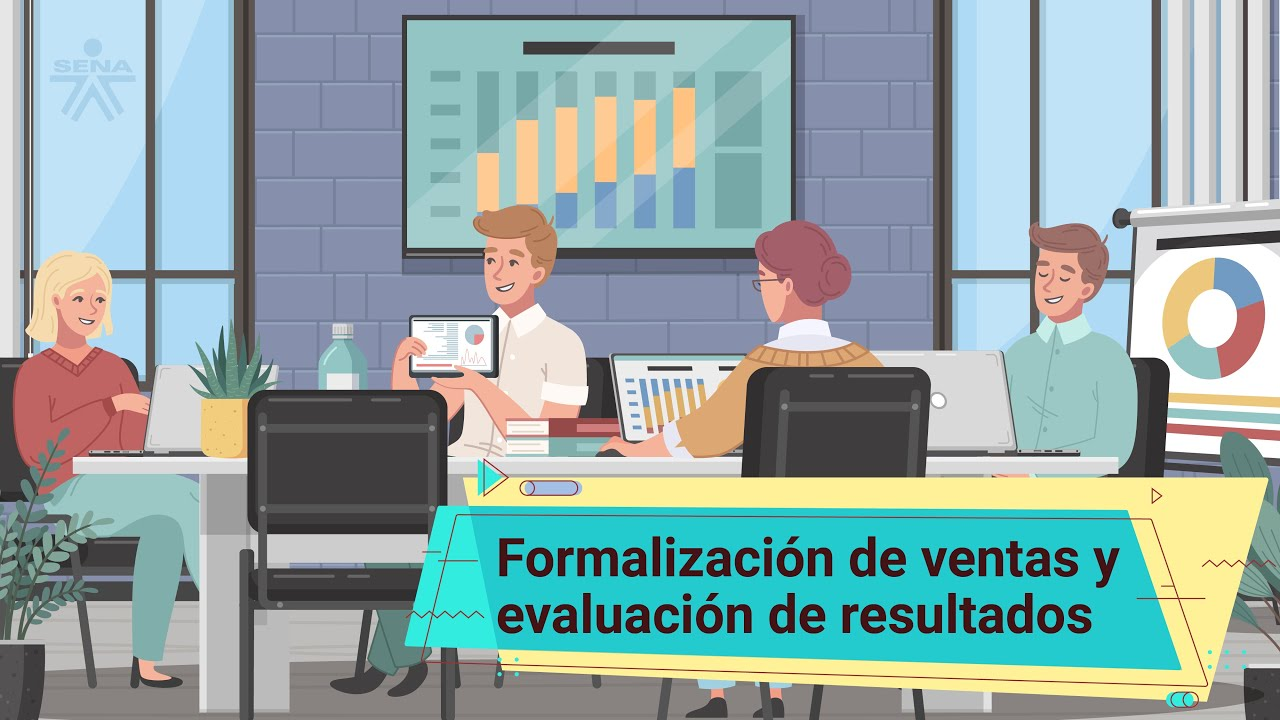 SENA
Formalización de ventas y
evaluación de resultados